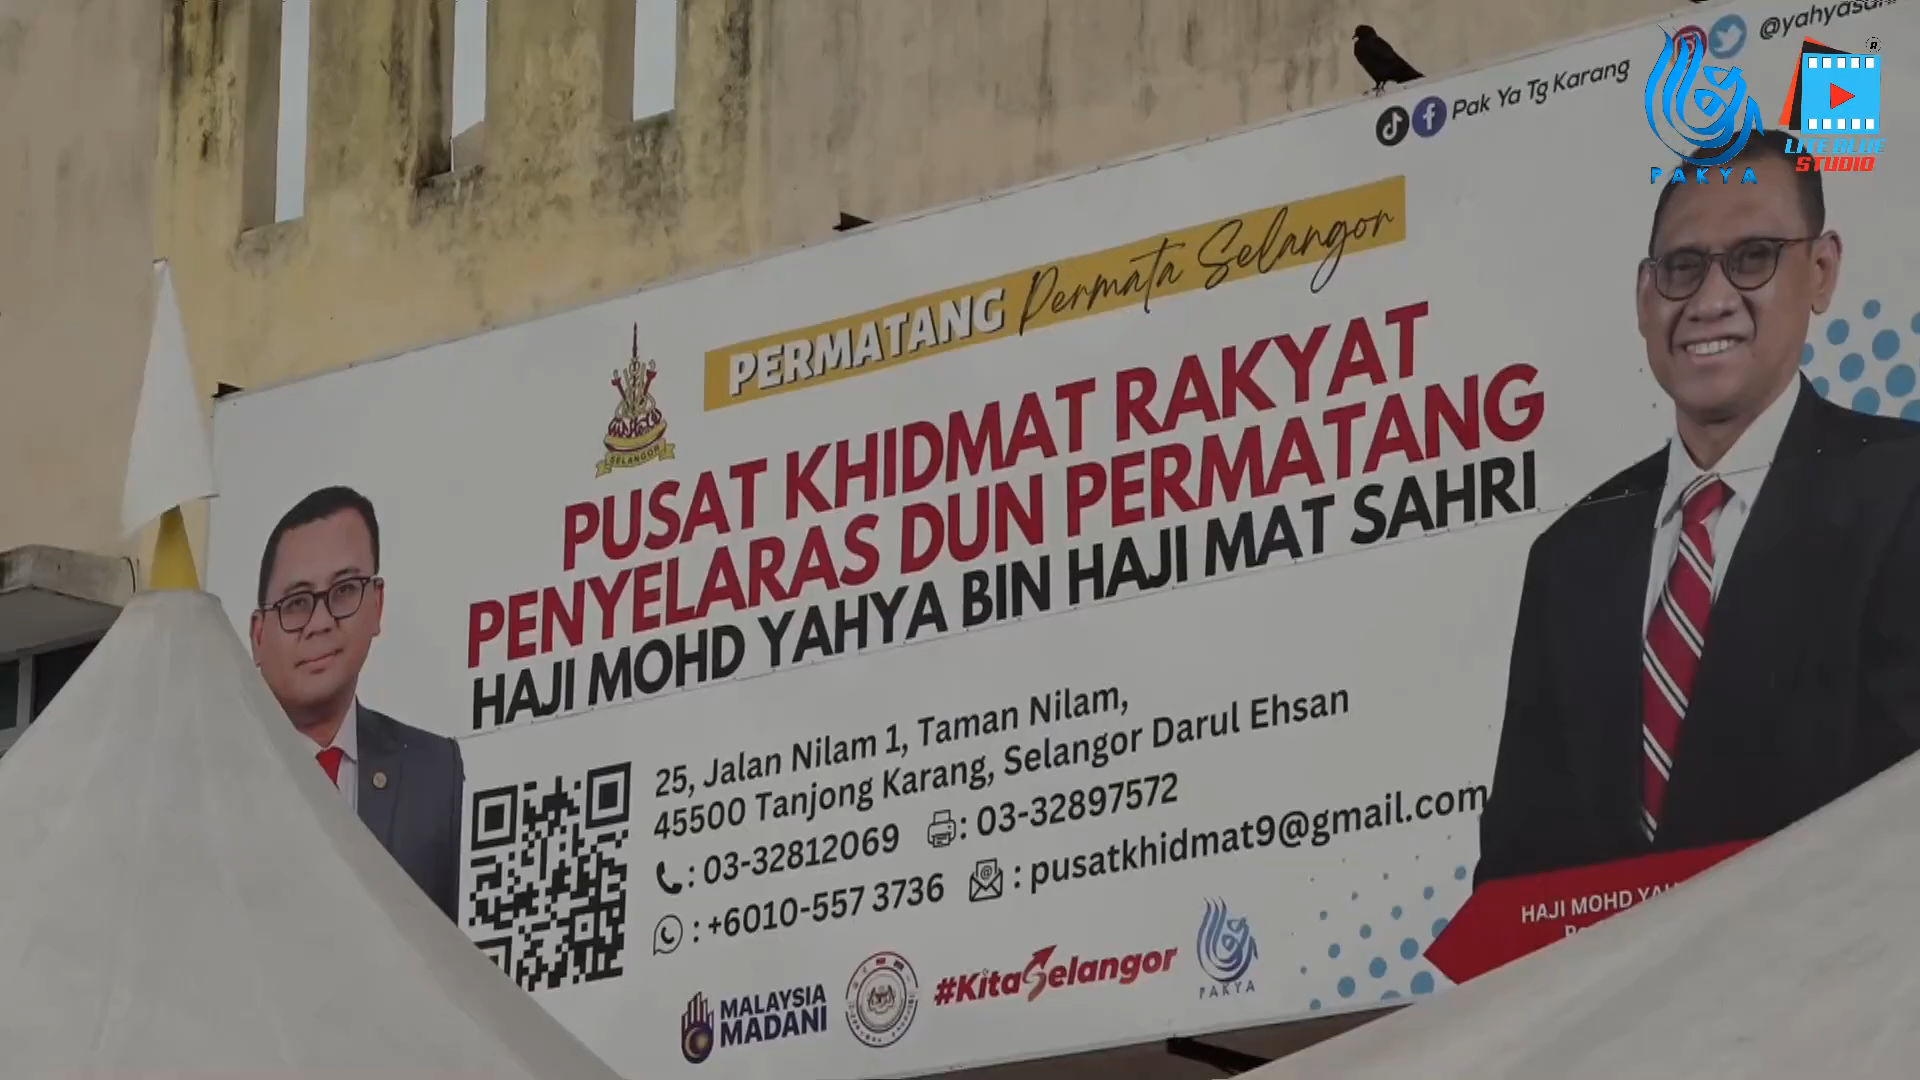 @yahyasahri
Pak Ya Tg Karang
PAKYA
LITE BLUE
STUDIO
PERMATANG Permata Selangor
SELANGOR
PUSAT KHIDMAT RAKYAT
PENYELARAS DUN PERMATANG
HAJI MOHD YAHYA BIN HAJI MAT SAHRI
25, Jalan Nilam 1, Taman Nilam,
45500 Tanjong Karang, Selangor Darul Ehsan
: 03-32812069 : 03-32897572
: +6010-557 3736 : pusatkhidmat9@gmail.com
MALAYSIA
MADANI
#KitaSelangor
PAKYA
HAJI MOHD